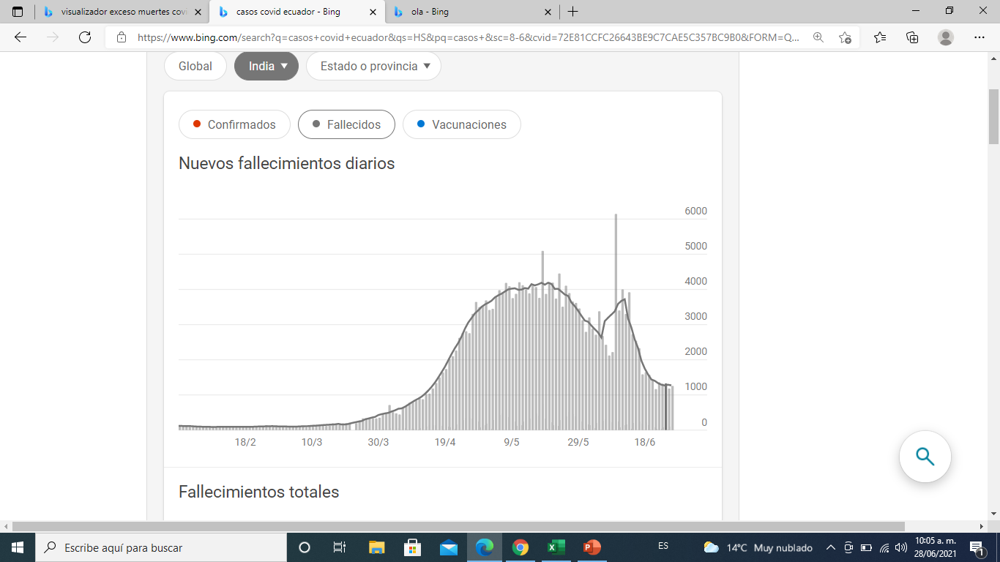 visualizador exceso muertes covi
casos covid ecuador - Bing
ola - Bing
https://www.bing.com/search?q=casos+covid+ecuador&qs=HS&pq=casos+&sc=8-6&cvid=72E81CCFC26643BE9C7CAE5C357BC9B0&FORM=Q...
Global
India
Estado o provincia
Confirmados
Fallecidos
Vacunaciones
Nuevos fallecimientos diarios
6000
5000
4000
3000
2000
1000
0
18/2 10/3 30/3 19/4 9/5 29/5 18/6
Fallecimientos totales
Escribe aquí para buscar
ES
14°C Muy nublado
10:05 a. m.
28/06/2021
1